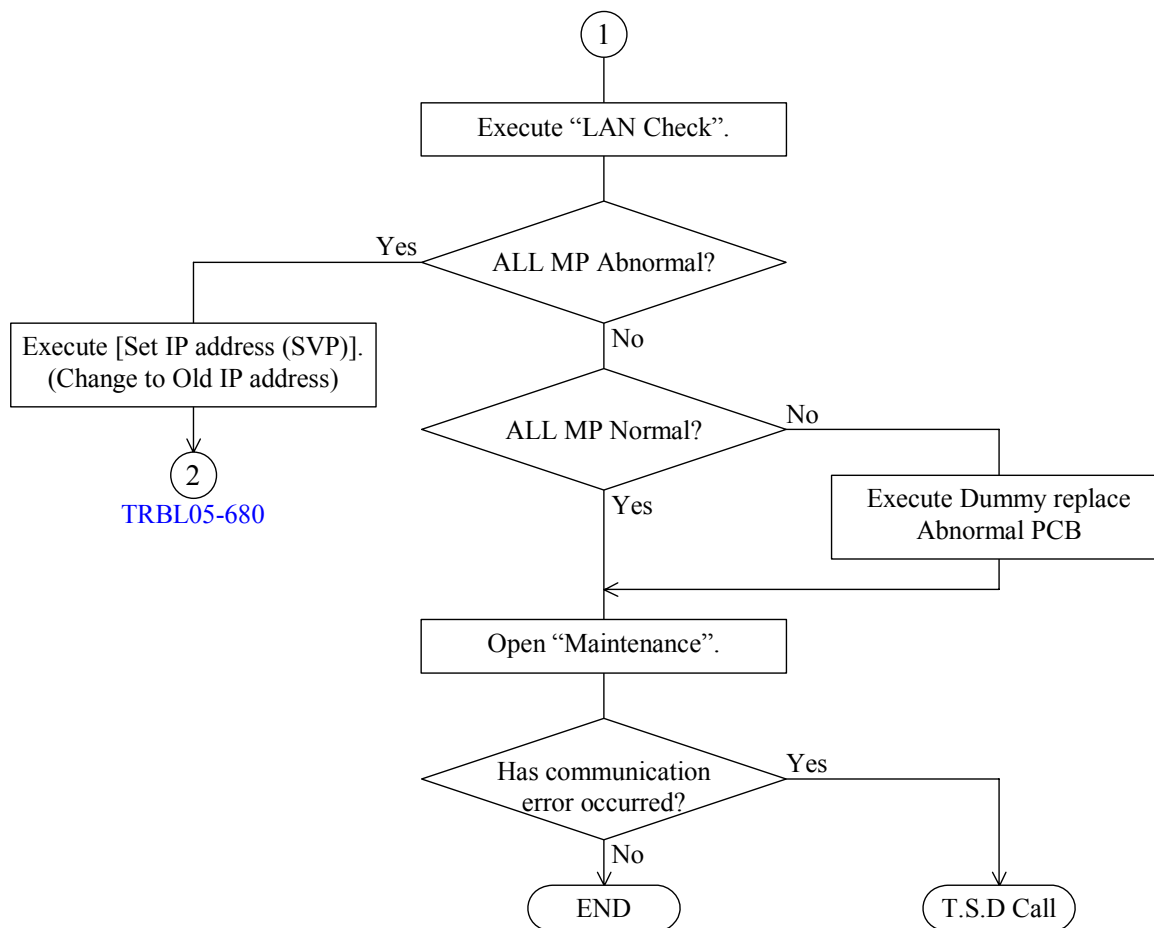 1
Execute “LAN Check”.
Yes
ALL MP Abnormal?
Execute [Set IP address (SVP)].
(Change to Old IP address)
No
2
TRBL05-680
ALL MP Normal?
No
Yes
Execute Dummy replace
Abnormal PCB
Open “Maintenance”.
Has communication
error occurred?
Yes
No
END
T.S.D Call